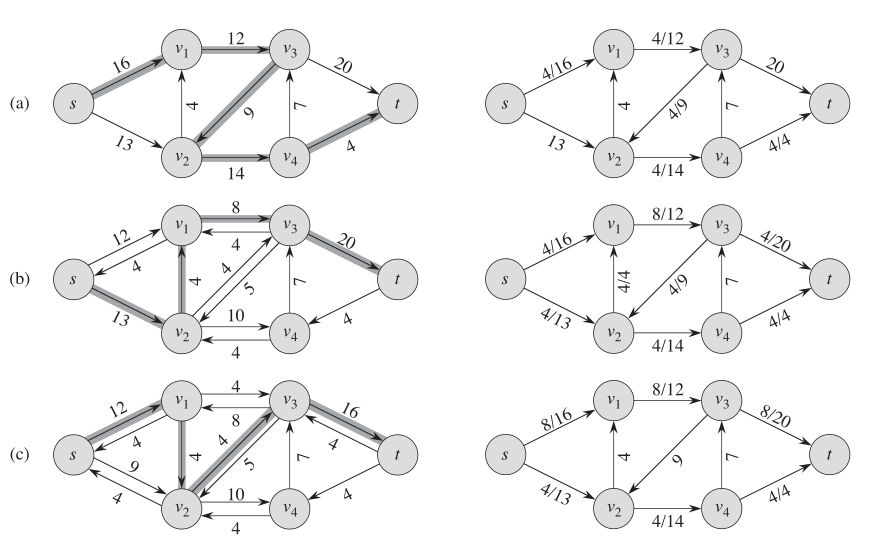 v1 12 v3
16 20
(a) s 4 9 7 t
13 4
v2 v4
14
v1 4/12 v3
4/16 20
s 4 4/9 7 t
13 4/4
v2 v4
4/14
8
v1 v3
12 4 20
4 4
(b) s 4 5 7 t
13 10 4
v2 v4
4
v1 8/12 v3
4/16 4/20
s 4/4 4/9 7 t
4/13 4/4
v2 v4
4/14
4
v1 v3
12 8 16
4 4 4
(c) s 4 5 7 t
9 4
4 10
v2 v4
4
v1 8/12 v3
8/16 8/20
s 4 9 7 t
4/13 4/4
v2 v4
4/14